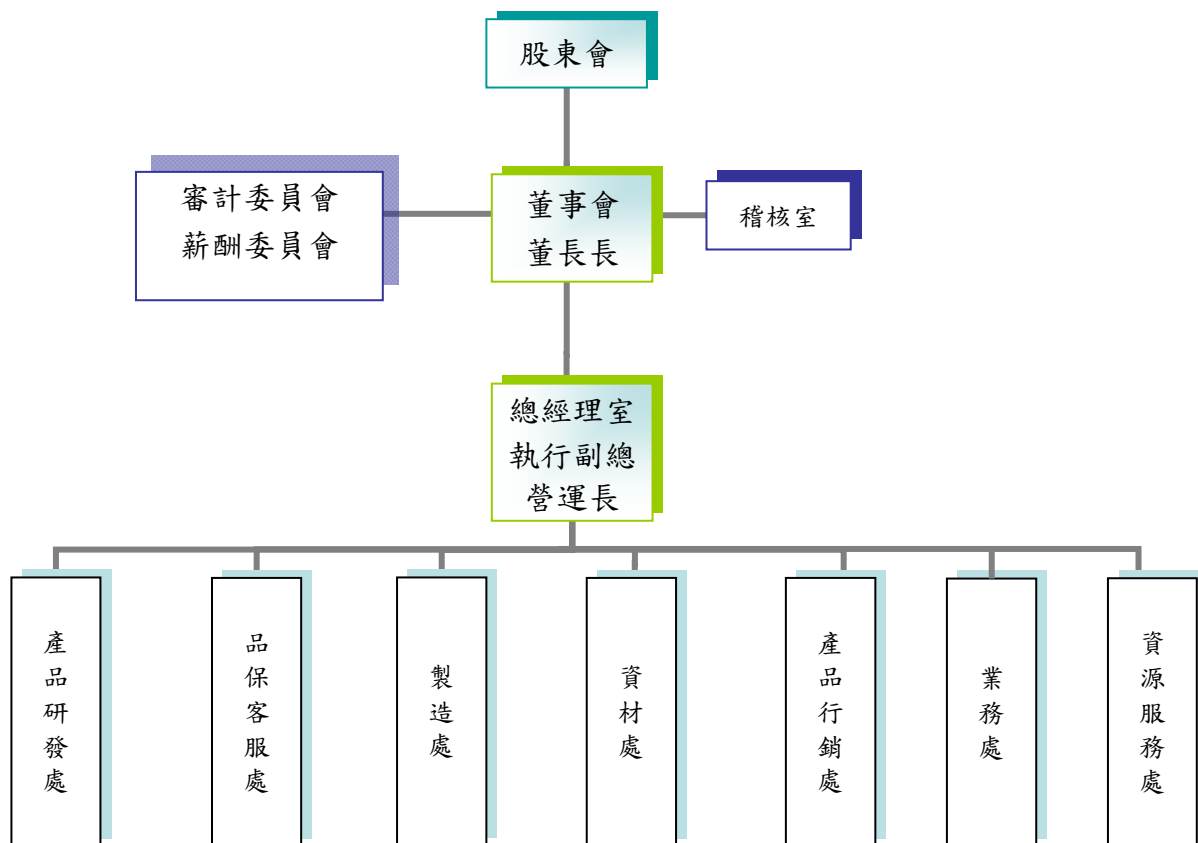 股東會
審計委員會
薪酬委員會
董事會
董長長
稽核室
總經理室
執行副總
營運長
產品研發處
品保客服處
製造處
資材處
產品行銷處
業務處
資源服務處